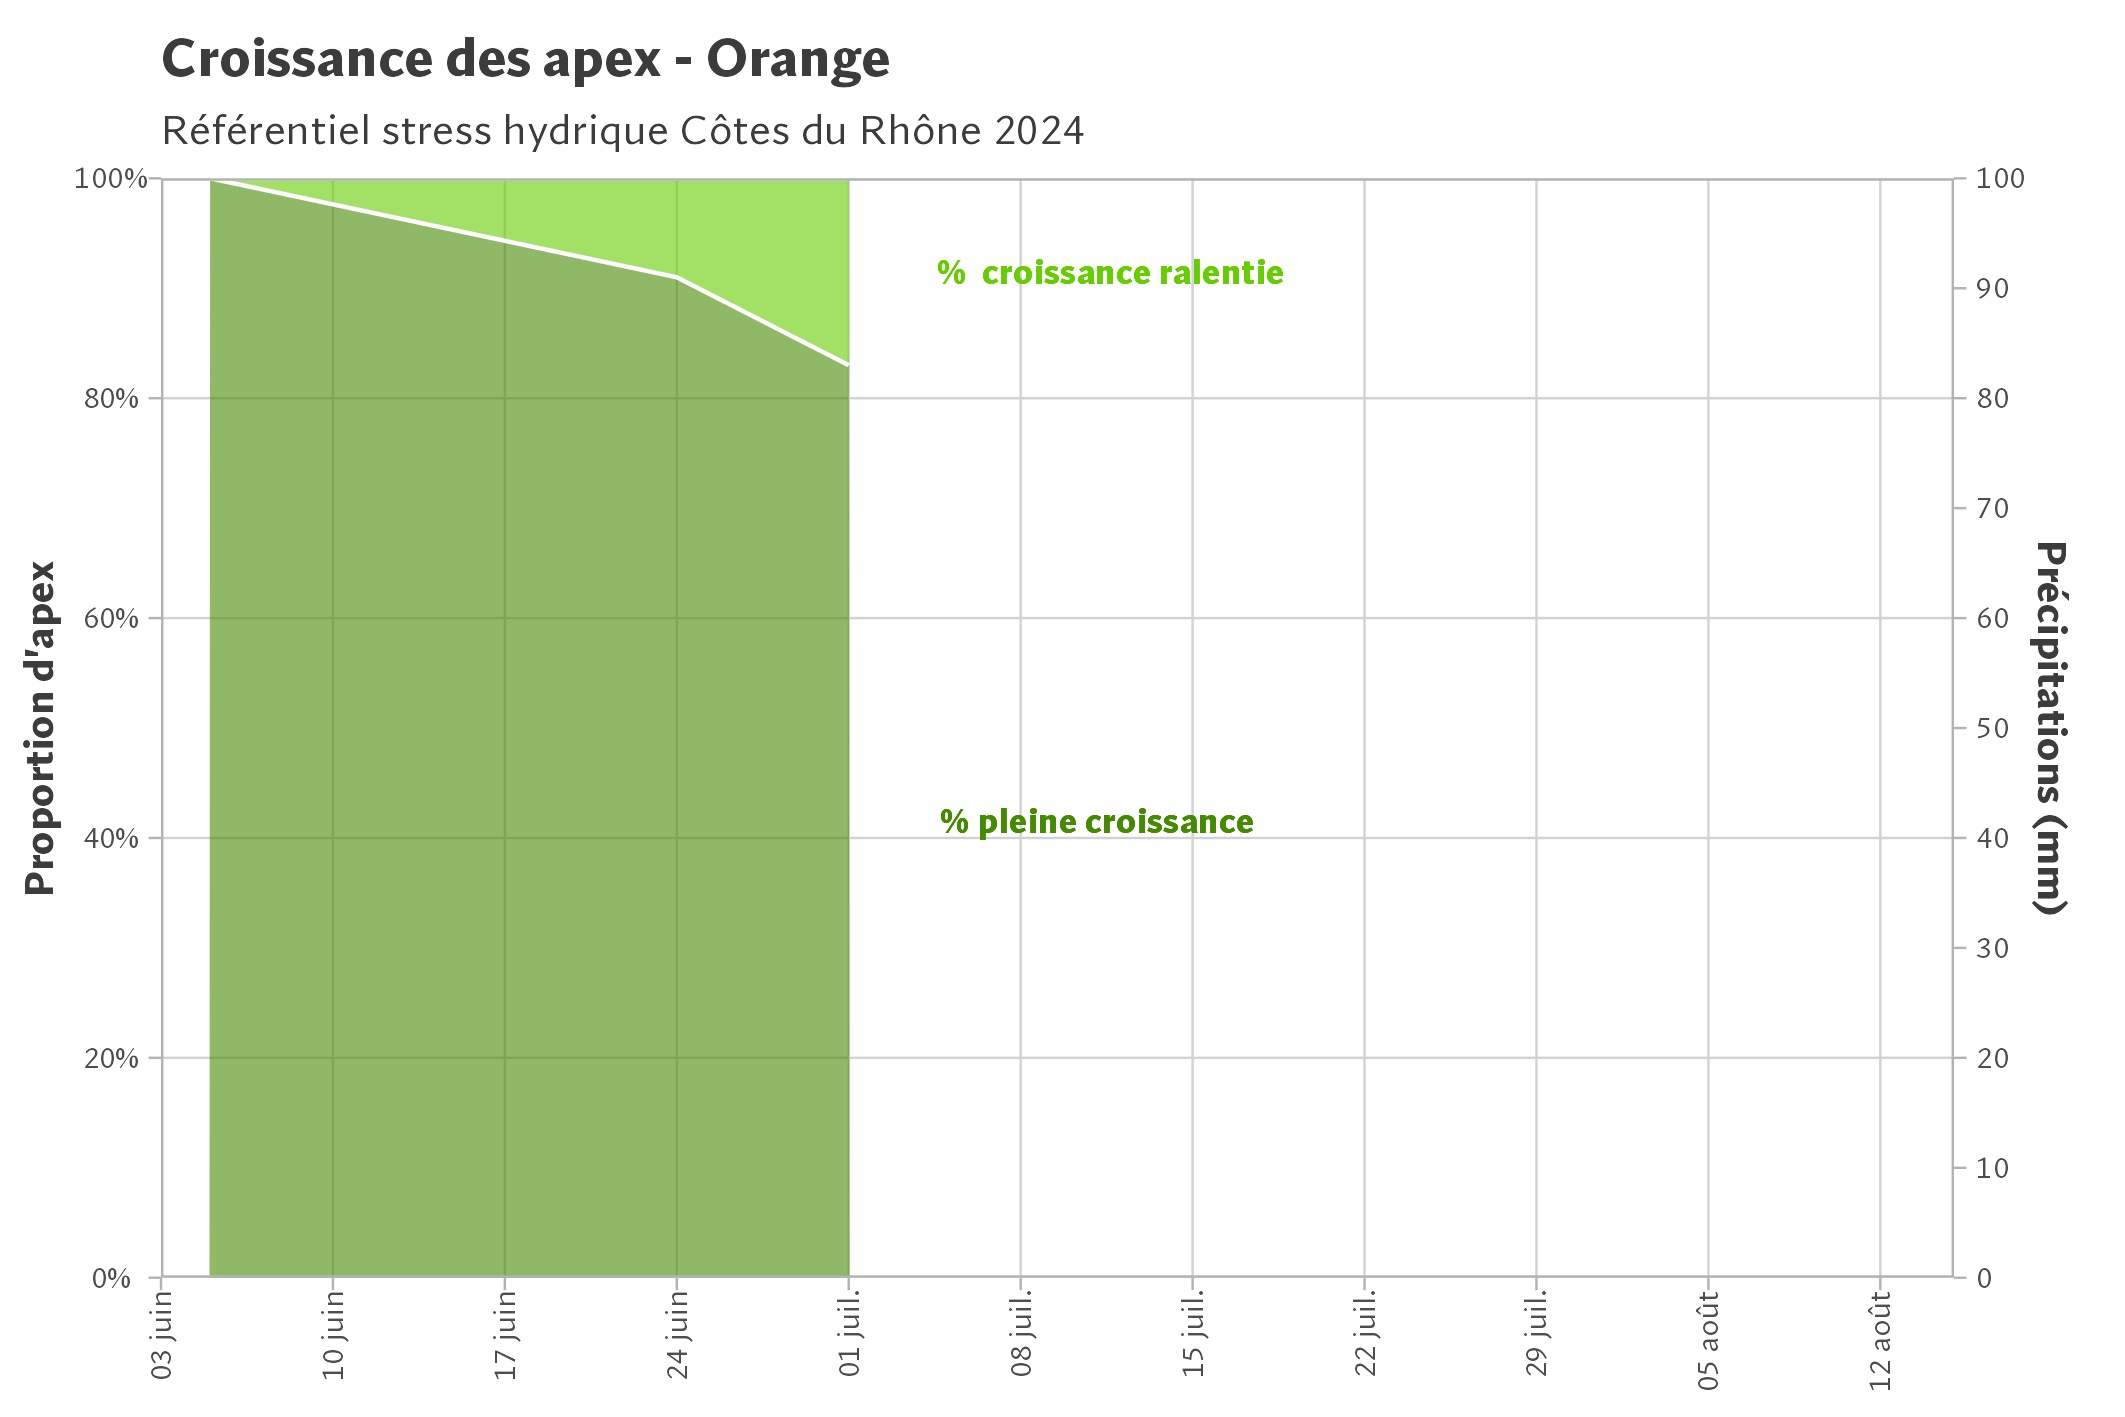 Croissance des apex - Orange
Référentiel stress hydrique Côtes du Rhône 2024
Proportion d'apex
100%
80%
60%
40%
20%
0%
% croissance ralentie
% pleine croissance
100
90
80
70
60
50
40
30
20
10
0
Précipitations (mm)
03 juin
10 juin
17 juin
24 juin
01 juil.
08 juil.
15 juil.
22 juil.
29 juil.
05 août
12 août